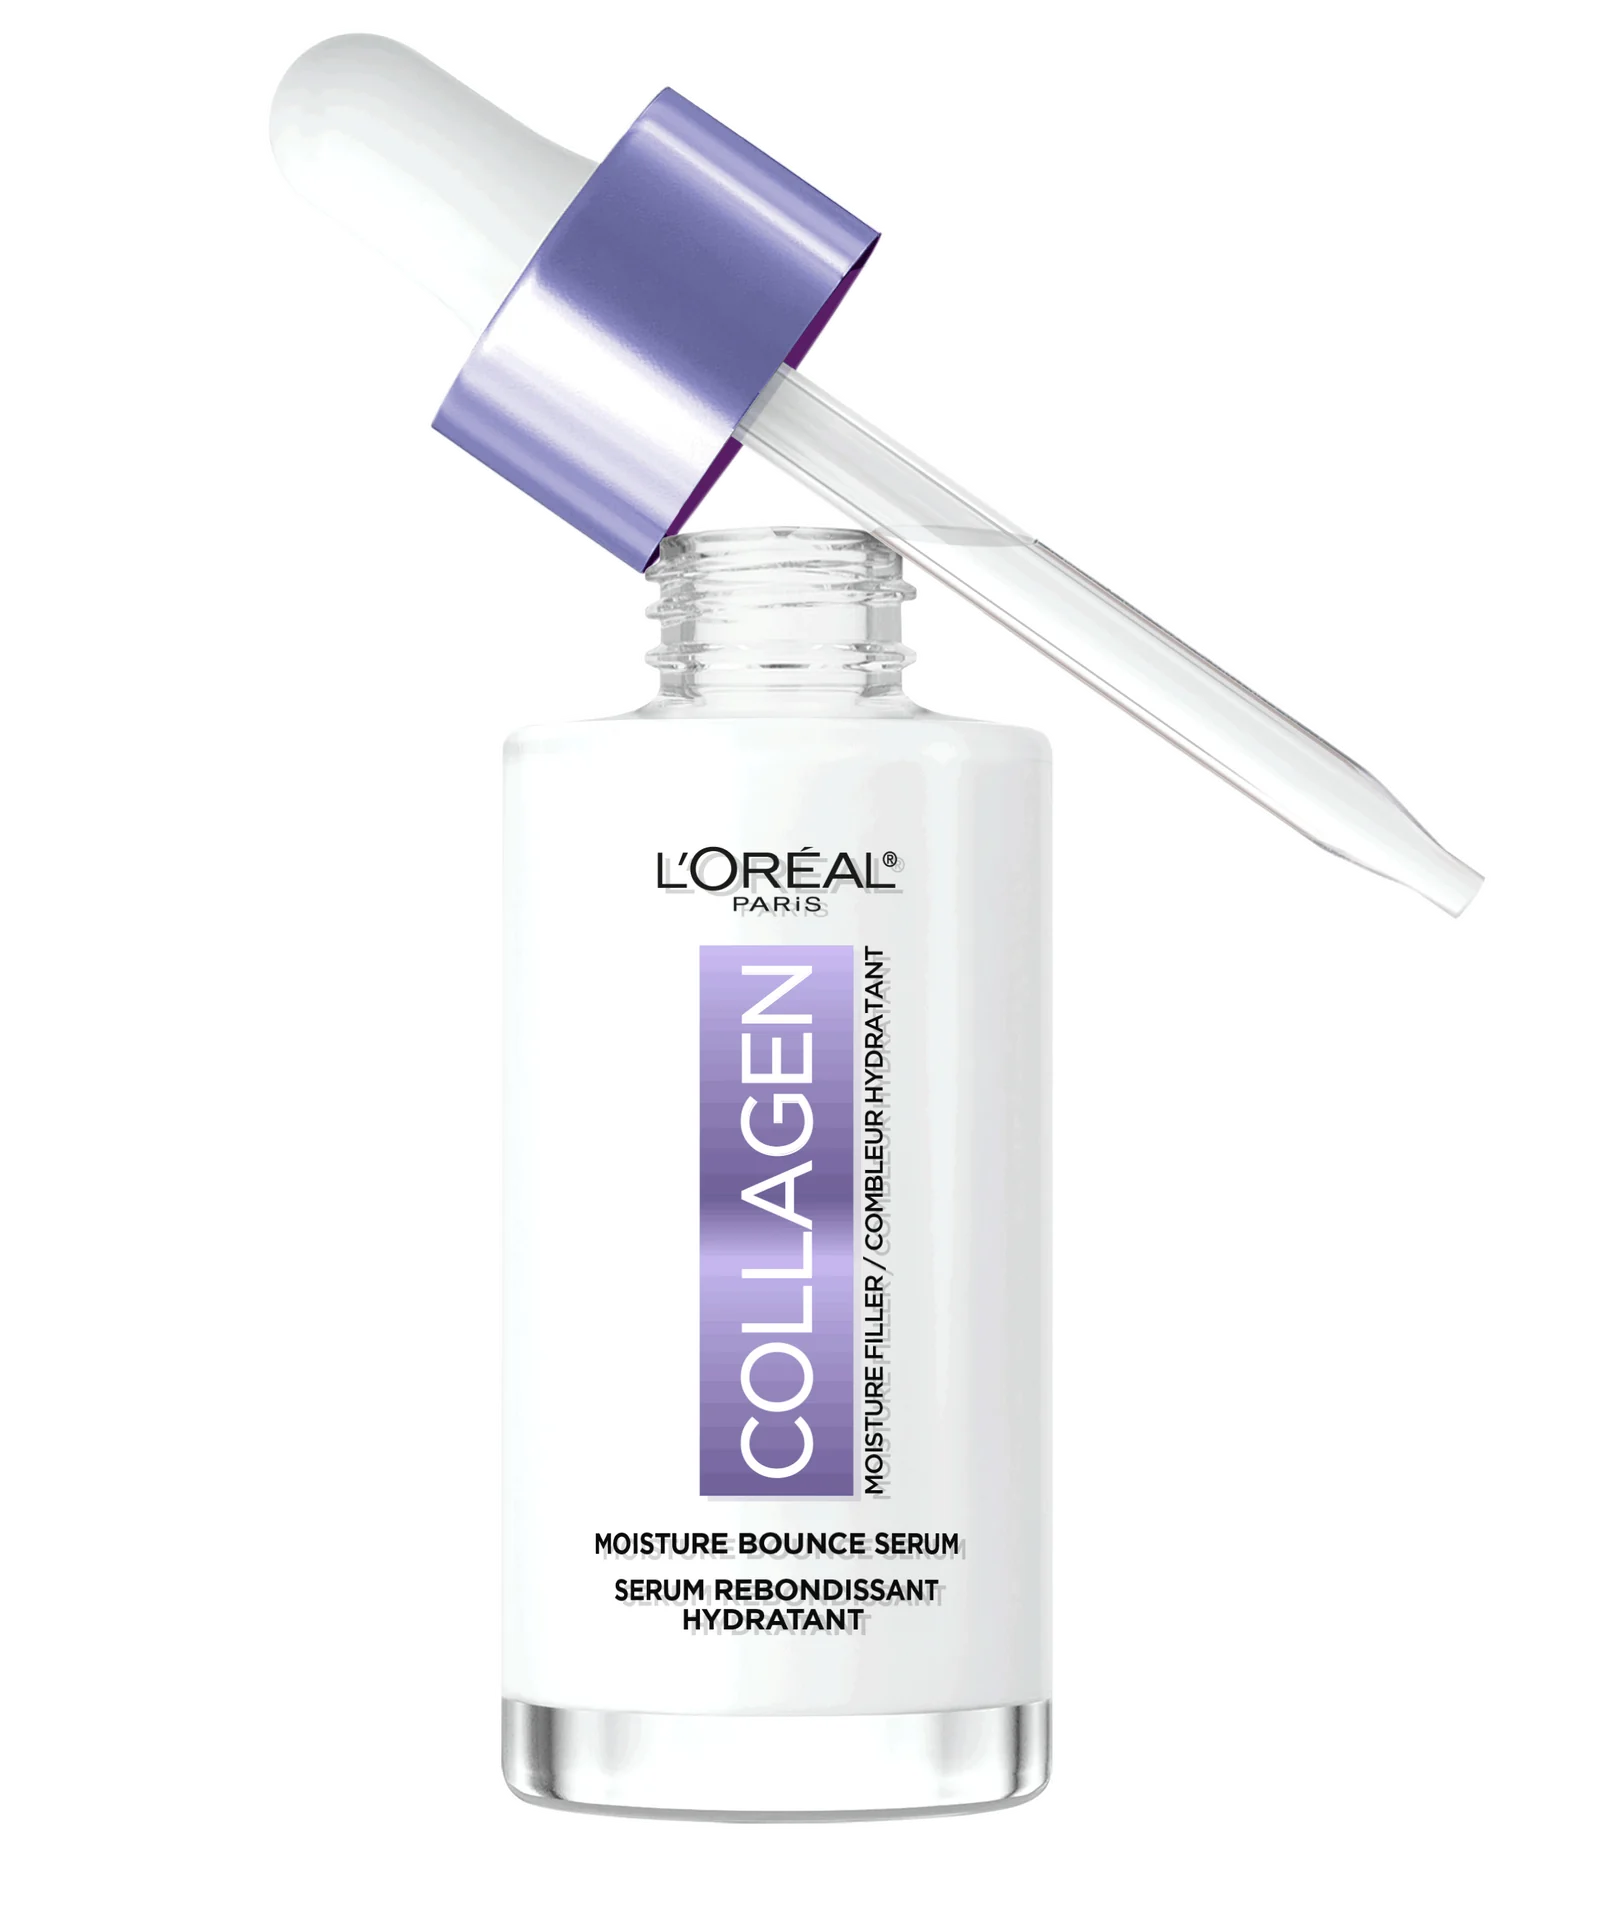 L'ORÉAL®
PARiS
COLLAGEN
MOISTURE FILLER / COMBLEUR HYDRATANT
MOISTURE BOUNCE SERUM
SERUM REBONDISSANT
HYDRATANT